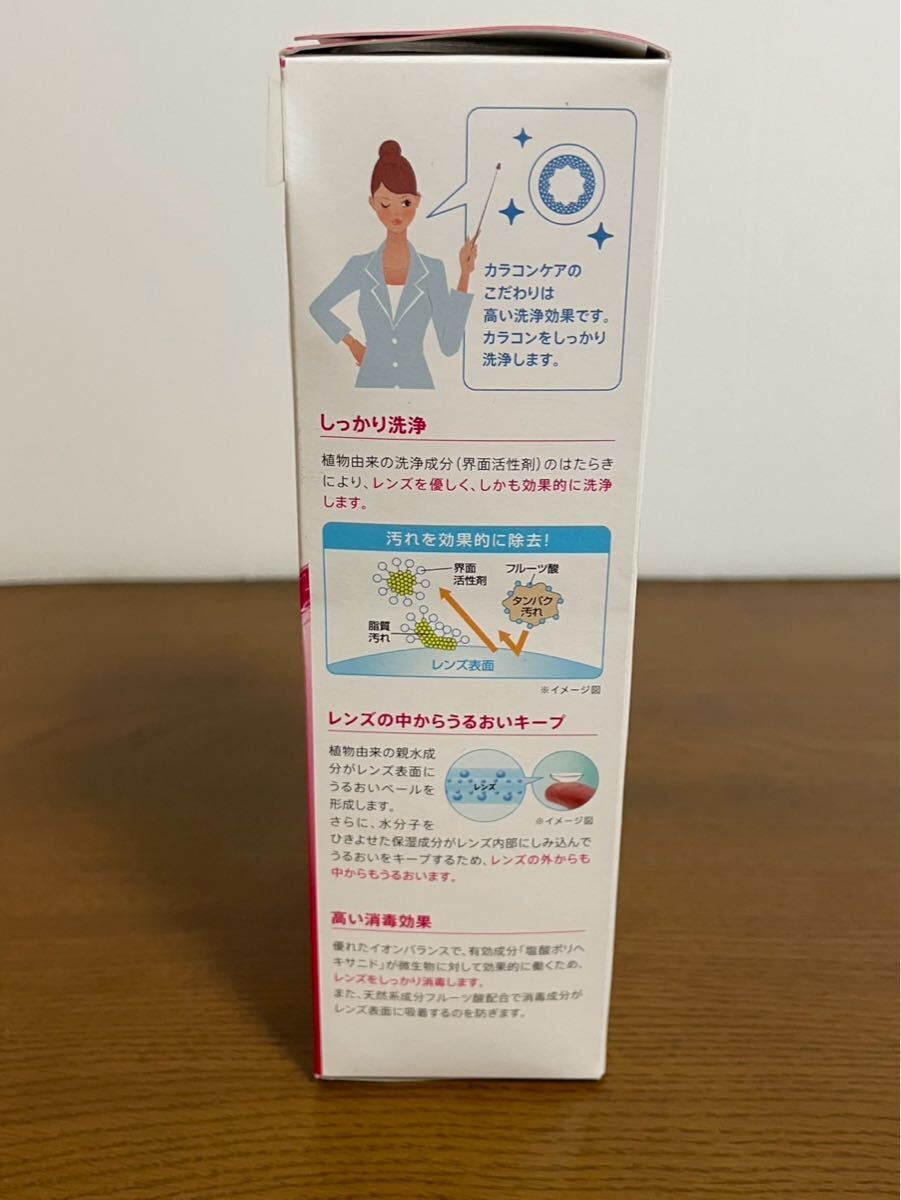 カラコンケアの
こだわりは
高い洗浄効果です。
カラコンをしっかり
洗浄します。
しっかり洗浄
植物由来の洗浄成分(界面活性剤)のはたらき
により、レンズを優しく、しかも効果的に洗浄
します。
汚れを効果的に除去!
界面
活性剤
フルーツ酸
タンパク
汚れ
脂質
汚れ
レンズ表面
※イメージ図
レンズの中からうるおいキープ
植物由来の親水成
分がレンズ表面に
うるおいベールを
形成します。
レンズ
※イメージ図
さらに、水分子を
ひきよせた保湿成分がレンズ内部にしみ込んで
うるおいをキープするため、レンズの外からも
中からもうるおいます。
高い消毒効果
優れたイオンバランスで、有効成分「塩酸ポリヘ
キサニド」が微生物に対して効果的に働くため、
レンズをしっかり消毒します。
また、天然系成分フルーツ酸配合で消毒成分が
レンズ表面に吸着するのを防ぎます。